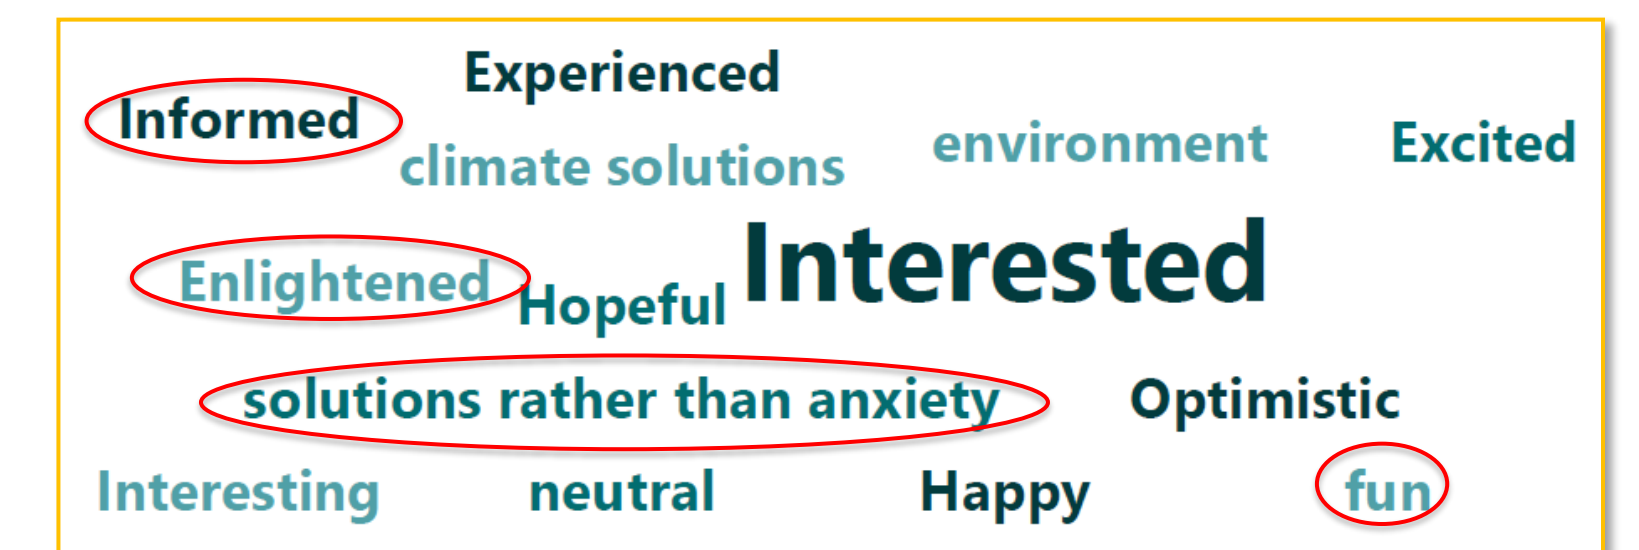 Experienced
Informed
climate solutions
environment
Excited
Interested
Enlightened
Hopeful
solutions rather than anxiety
Optimistic
Interesting
neutral
Happy
fun